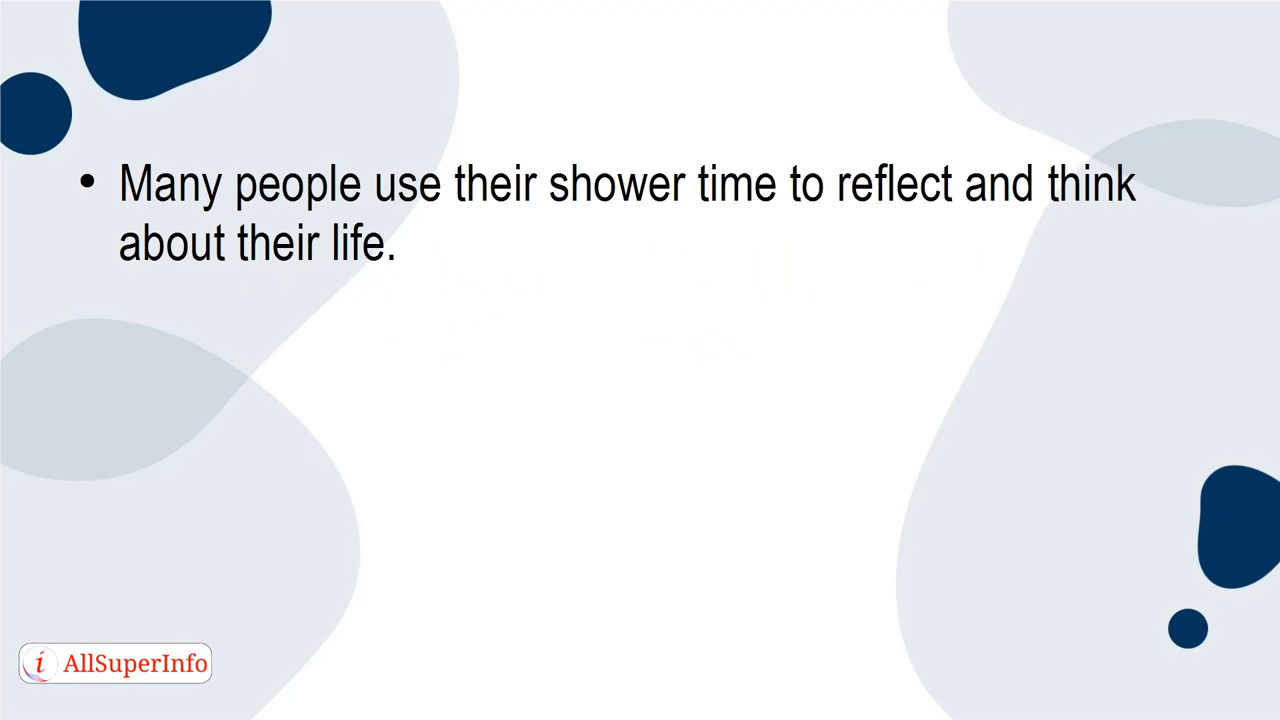 • Many people use their shower time to reflect and think
about their life.
i AllSuperInfo